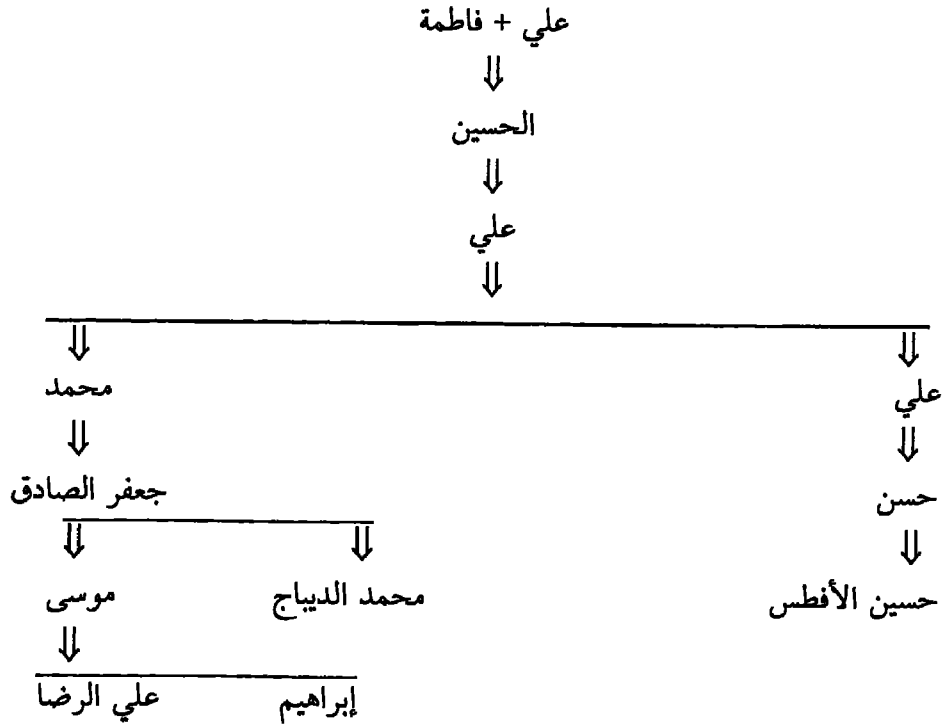 علي + فاطمة
الحسين
علي
علي
محمد
حسن
جعفر الصادق
حسين الأفطس
محمد الديباج
موسى
إبراهيم
علي الرضا